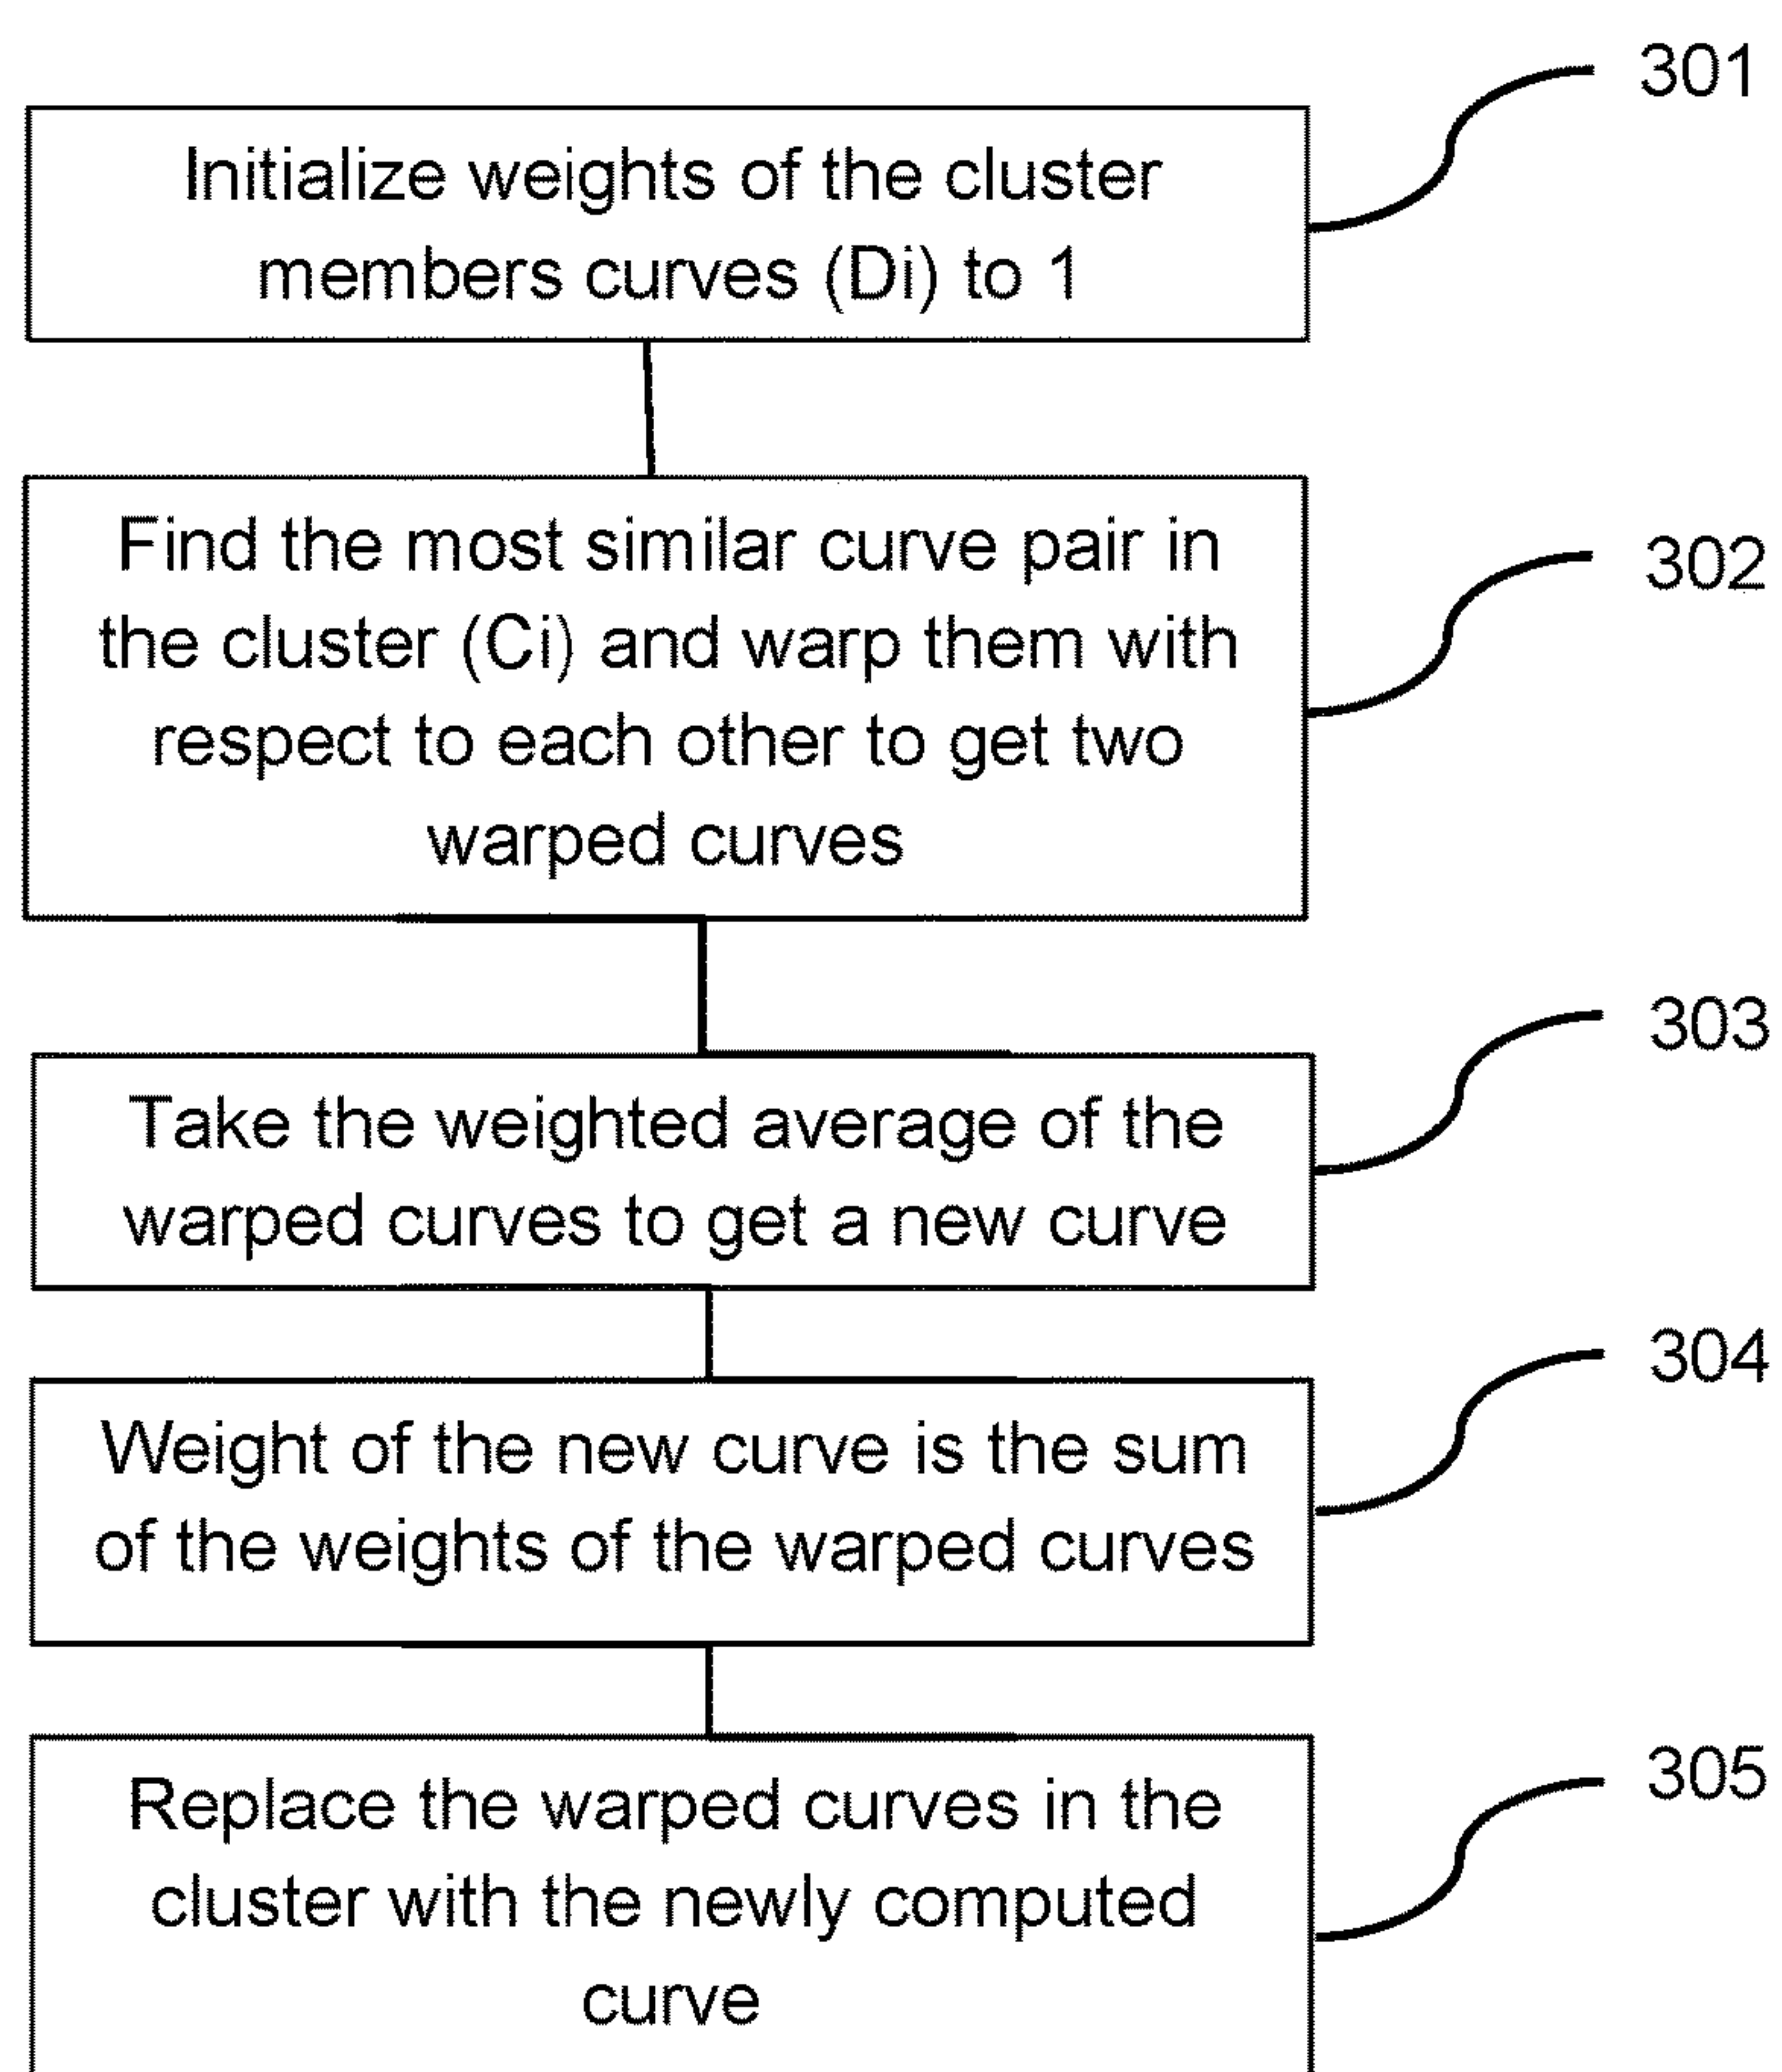 301
Initialize weights of the cluster
members curves (Di) to 1
Find the most similar curve pair in
the cluster (Ci) and warp them with
respect to each other to get two
warped curves
302
303
Take the weighted average of the
warped curves to get a new curve
304
Weight of the new curve is the sum
of the weights of the warped curves
305
Replace the warped curves in the
cluster with the newly computed
curve